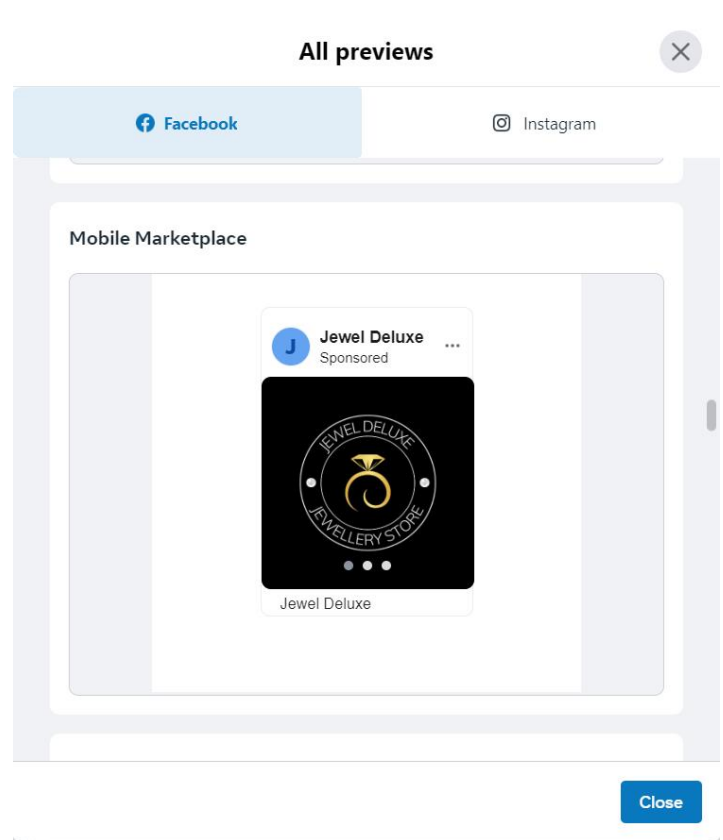 All previews
Facebook
Instagram
Mobile Marketplace
J
Jewel Deluxe
Sponsored
JEWEL DELUXE
JEWELLERY STORE
Jewel Deluxe
Close